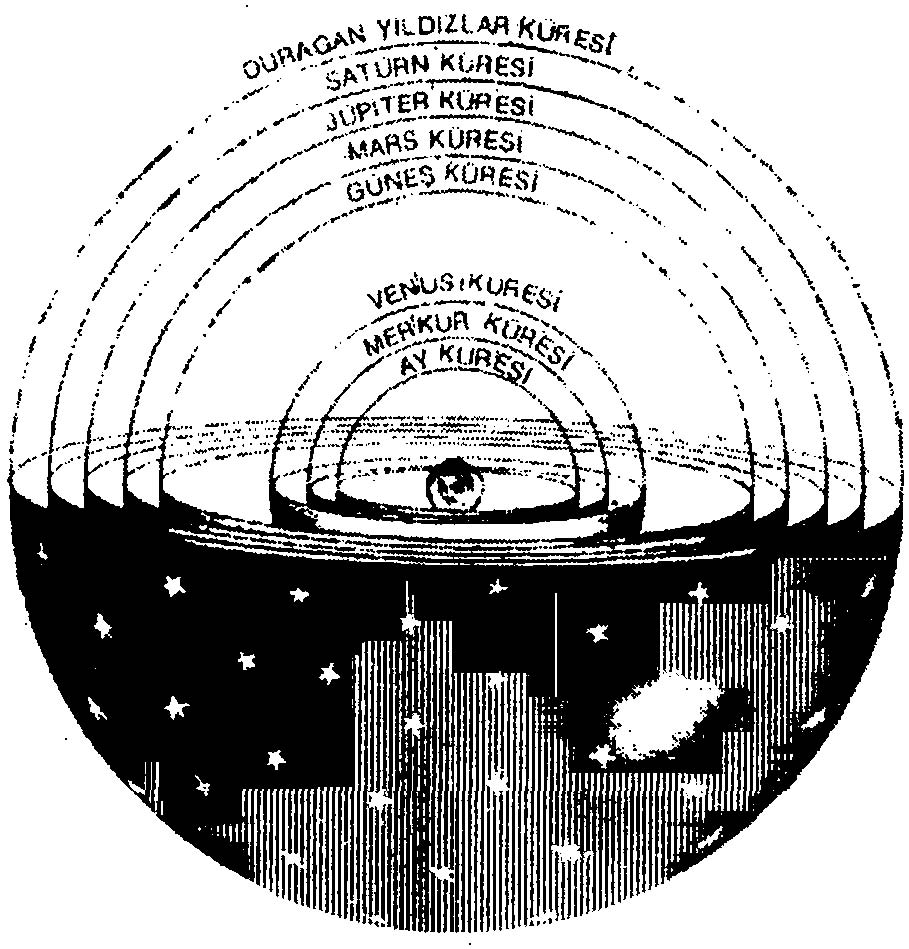 DURAGAN YILDIZLAR KÜRESİ
SATÜRN KÜRESİ
JÜPİTER KÜRESİ
MARS KÜRESİ
GÜNEŞ KÜRESİ
VENÜS KÜRESİ
MERKÜR KÜRESİ
AY KÜRESİ